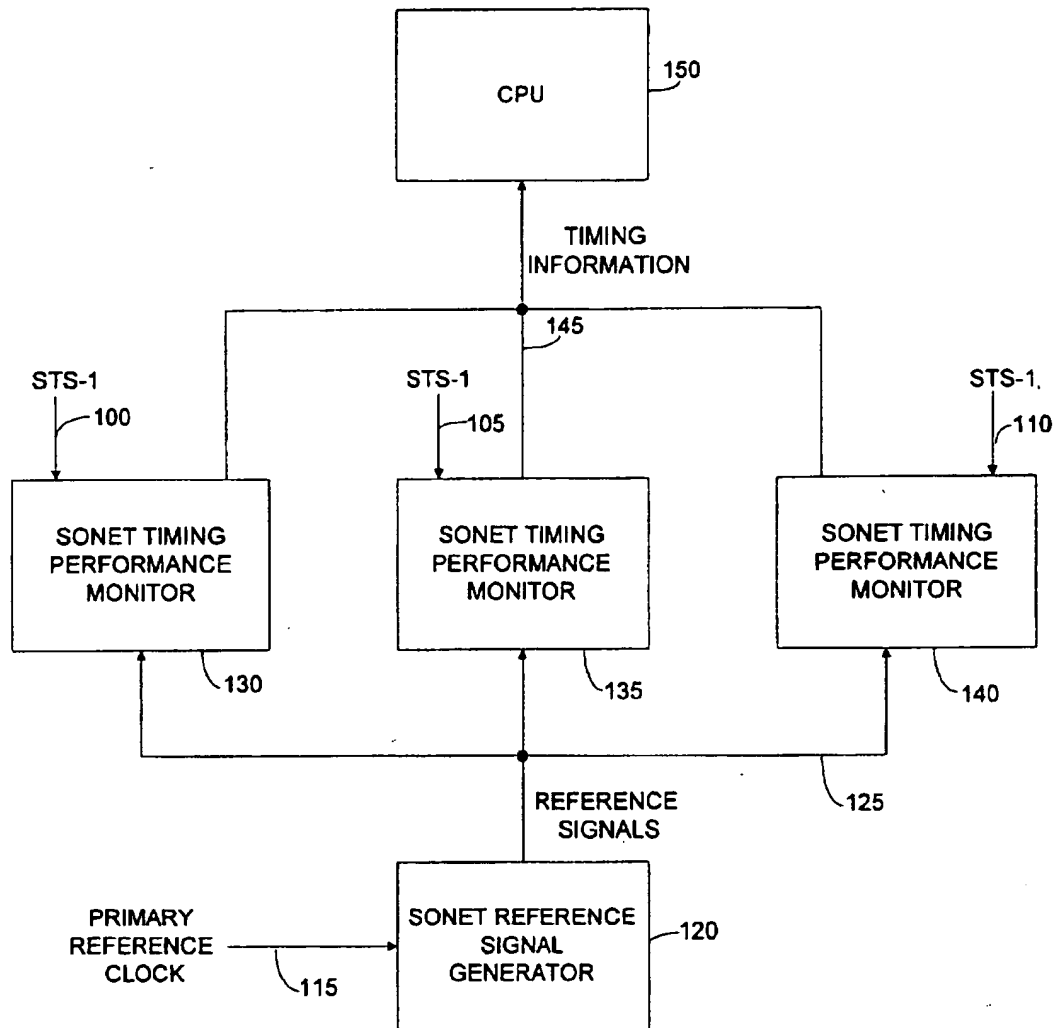 CPU
150
TIMING
INFORMATION
145
STS-1
100
STS-1
105
STS-1.
110
SONET TIMING
PERFORMANCE
MONITOR
130
SONET TIMING
PERFORMANCE
MONITOR
135
SONET TIMING
PERFORMANCE
MONITOR
140
125
REFERENCE
SIGNALS
PRIMARY
REFERENCE
CLOCK
115
SONET REFERENCE
SIGNAL
GENERATOR
120